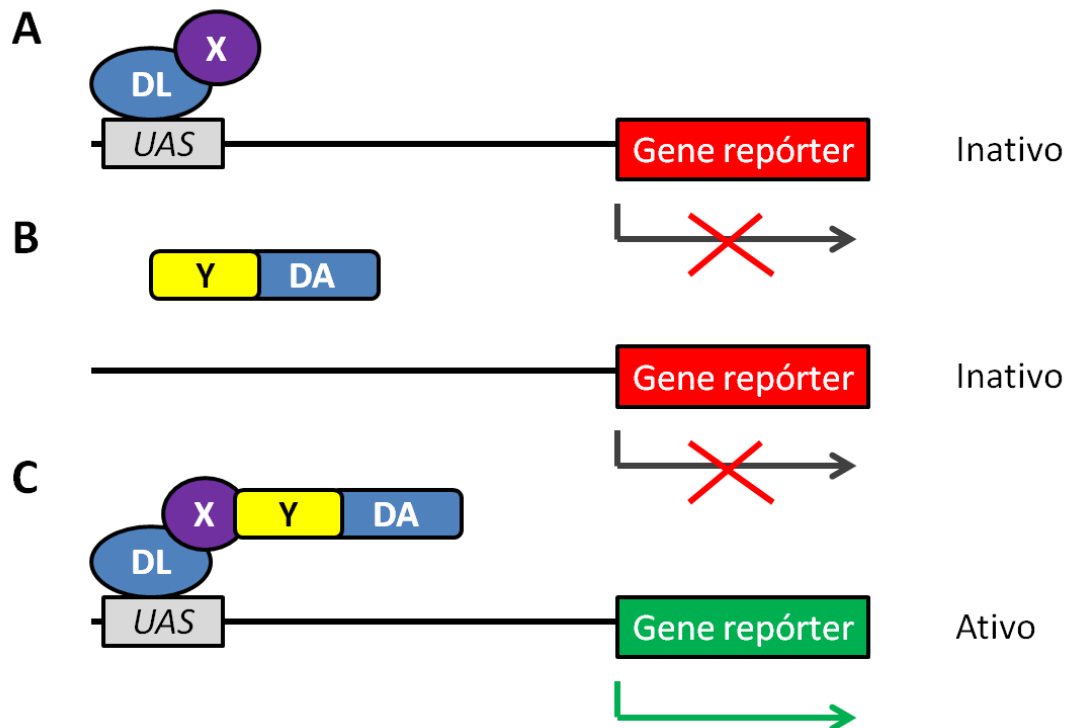 A
X
DL
UAS
Gene repórter
Inativo
B
Y DA
Gene repórter
Inativo
C
X Y DA
DL
UAS
Gene repórter
Ativo